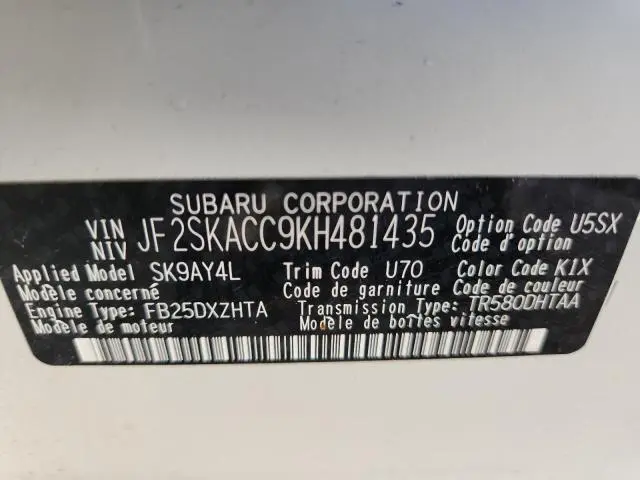 SUBARU CORPORATION
VIN
NIV
JF2SKACC9KH481435
Option Code U5SX
Code d'option
Applied Model SK9AY4L Trim Code U70 Color Code K1X
Modèle concerné Code de garniture Code de couleur
Engine Type: FB25DXZHTA Transmission Type: TR580DHTAA
Modèle de moteur Modèle de boîtes vitesse